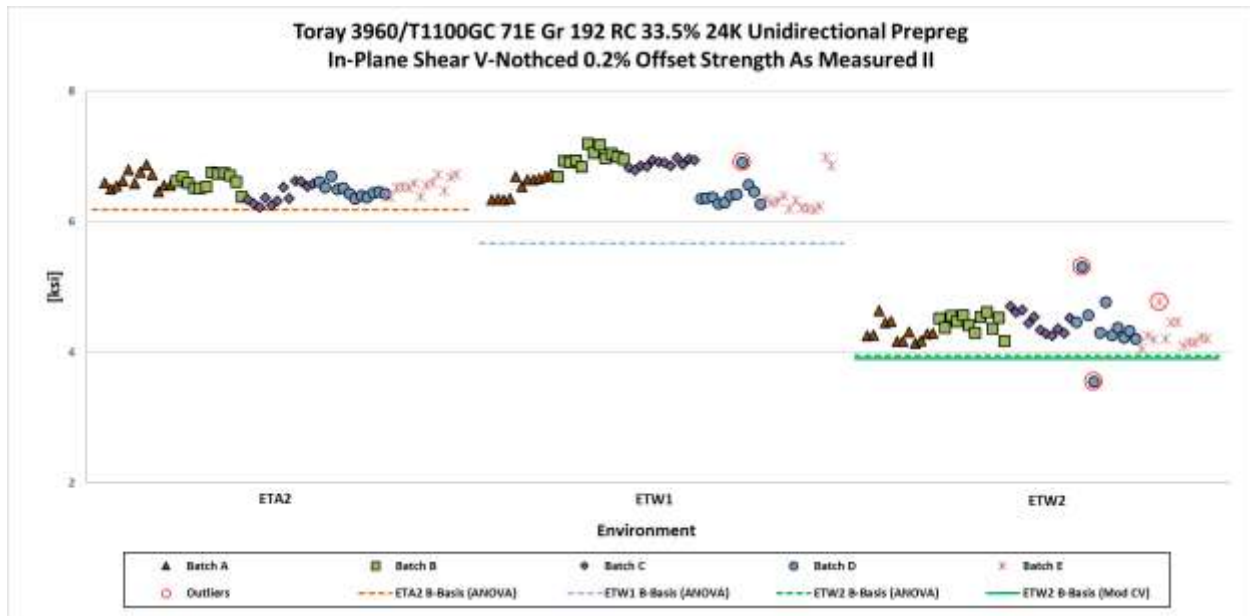 Toray 3960/T1100GC 71E Gr 192 RC 33.5% 24K Unidirectional Prepreg
In-Plane Shear V-Nothced 0.2% Offset Strength As Measured II
8
6
[ksi]
4
2
ETA2 ETW1 ETW2
Environment
Batch A Batch B Batch C Batch D Batch E
Outliers ETA2 B-Basis (ANOVA) ETW1 B-Basis (ANOVA) ETW2 B-Basis (ANOVA) ETW2 B-Basis (Mod CV)